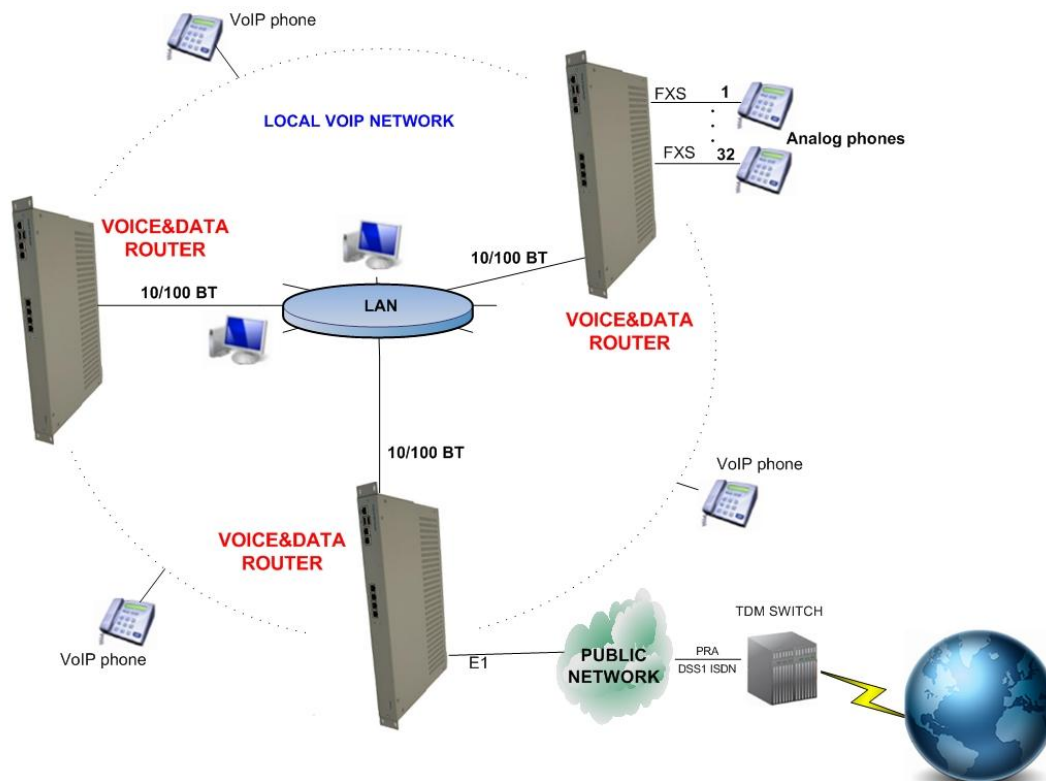 VoIP phone
LOCAL VOIP NETWORK
FXS
1
FXS
32
Analog phones
VOICE&DATA
ROUTER
10/100 BT
10/100 BT
LAN
VOICE&DATA
ROUTER
10/100 BT
VoIP phone
VOICE&DATA
ROUTER
VoIP phone
E1
PUBLIC
NETWORK
PRA
DSS1 ISDN
TDM SWITCH